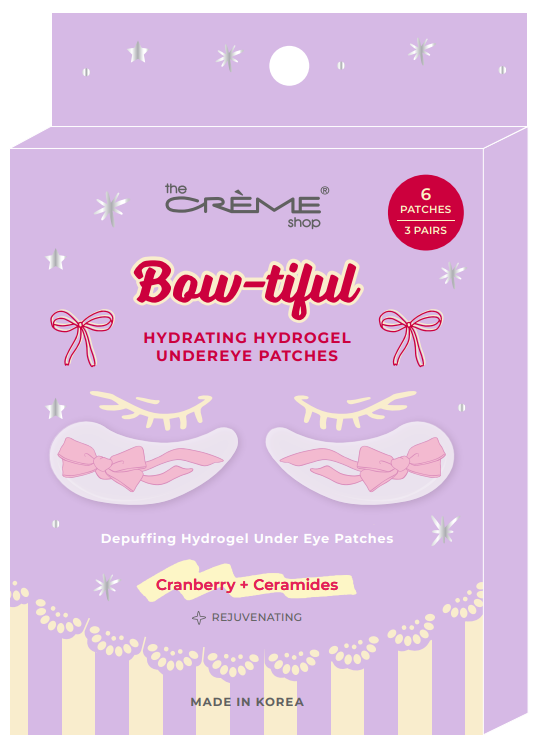 the
CRÈME®
shop
6
PATCHES
3 PAIRS
Bow-tiful
HYDRATING HYDROGEL
UNDEREYE PATCHES
Depuffing Hydrogel Under Eye Patches
Cranberry + Ceramides
REJUVENATING
MADE IN KOREA